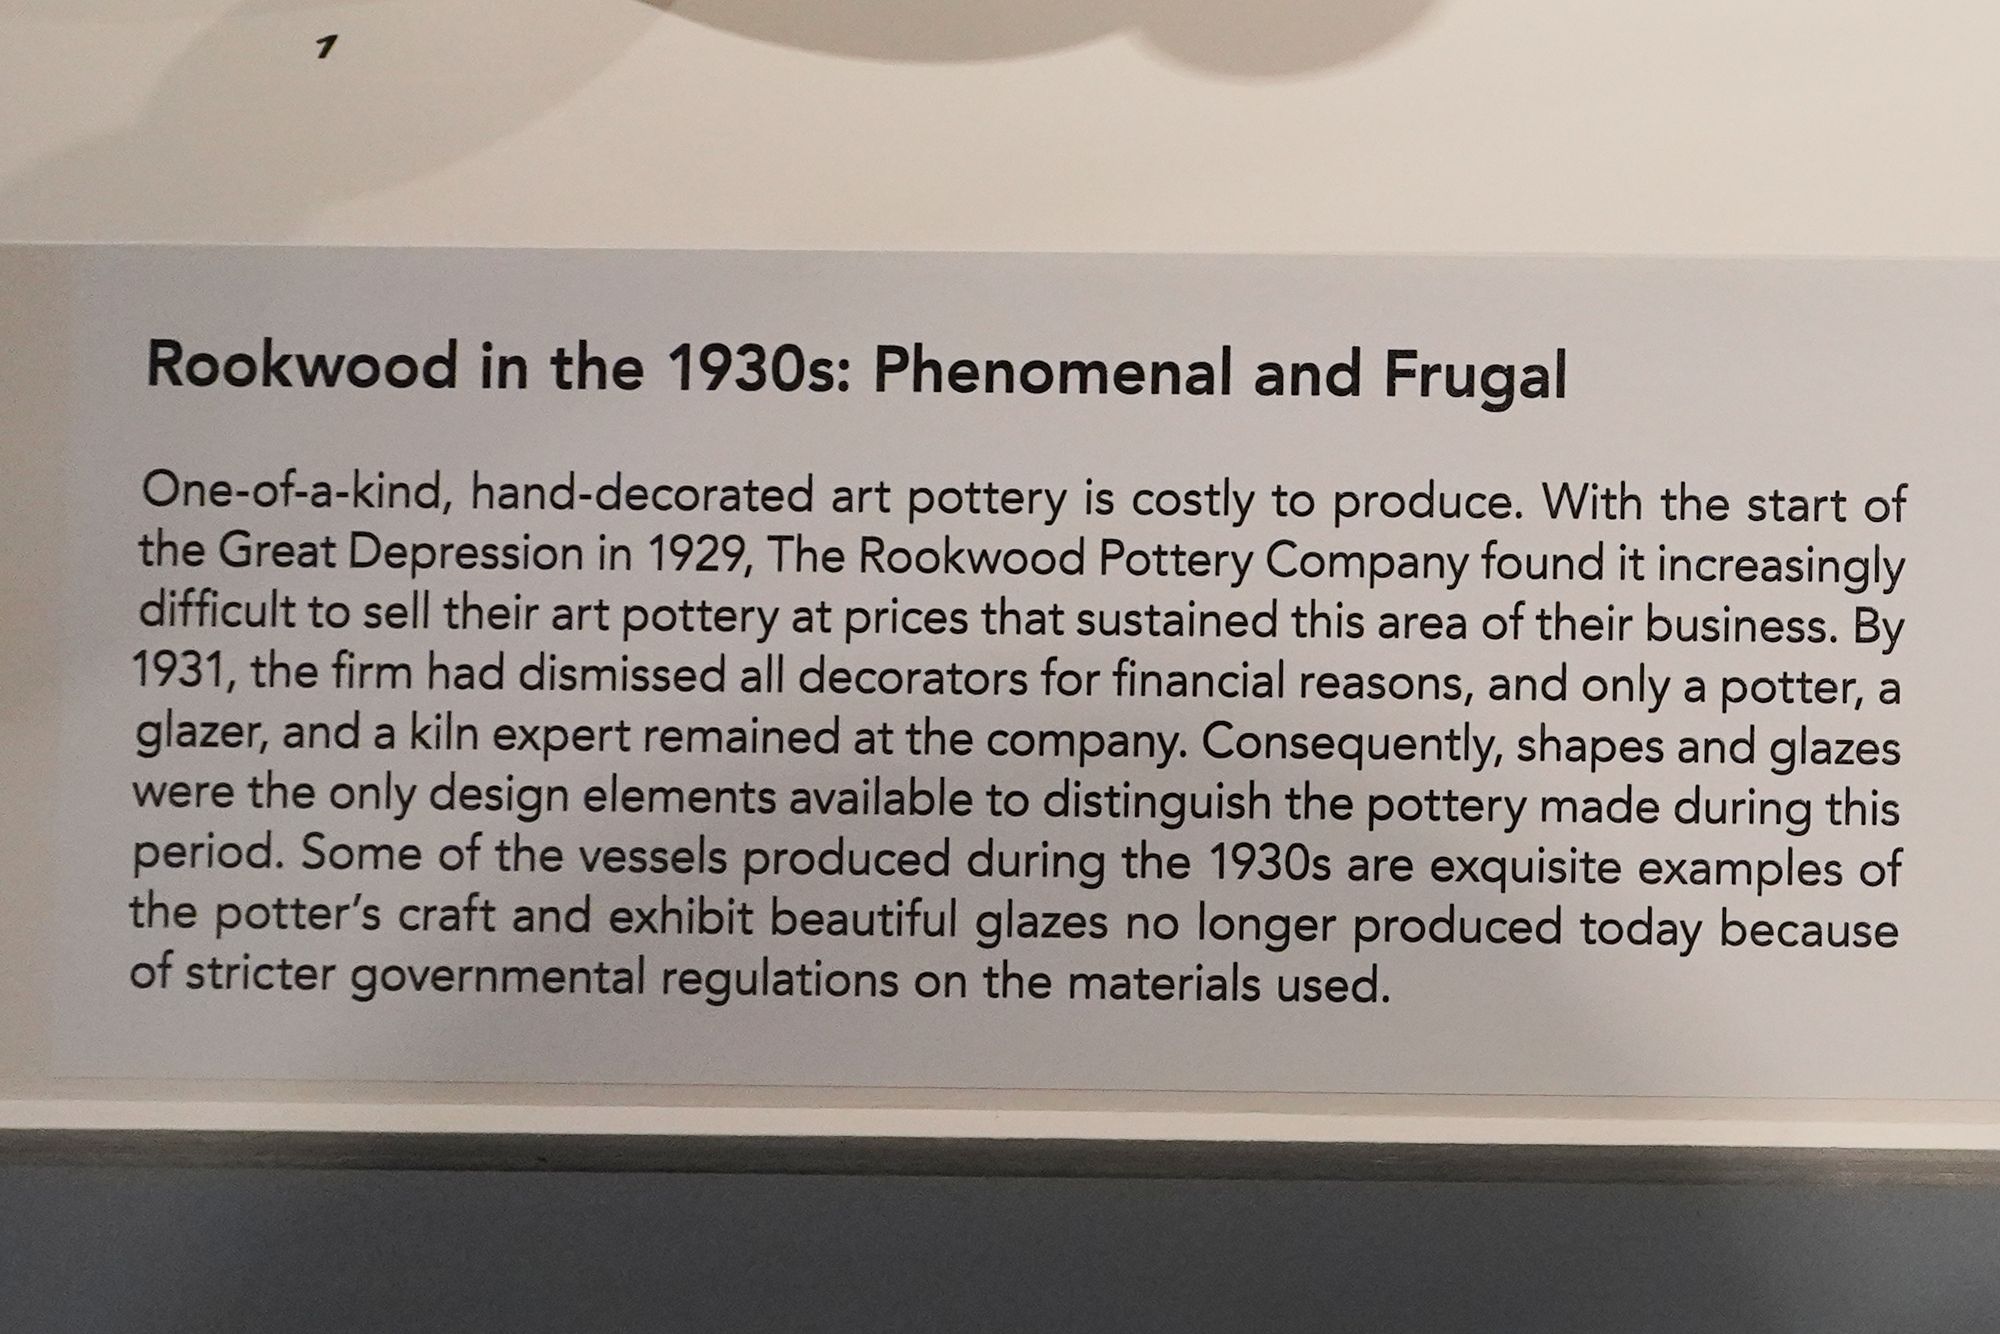 1
Rookwood in the 1930s: Phenomenal and Frugal
One-of-a-kind, hand-decorated art pottery is costly to produce. With the start of
the Great Depression in 1929, The Rookwood Pottery Company found it increasingly
difficult to sell their art pottery at prices that sustained this area of their business. By
1931, the firm had dismissed all decorators for financial reasons, and only a potter, a
glazer, and a kiln expert remained at the company. Consequently, shapes and glazes
were the only design elements available to distinguish the pottery made during this
period. Some of the vessels produced during the 1930s are exquisite examples of
the potter’s craft and exhibit beautiful glazes no longer produced today because
of stricter governmental regulations on the materials used.